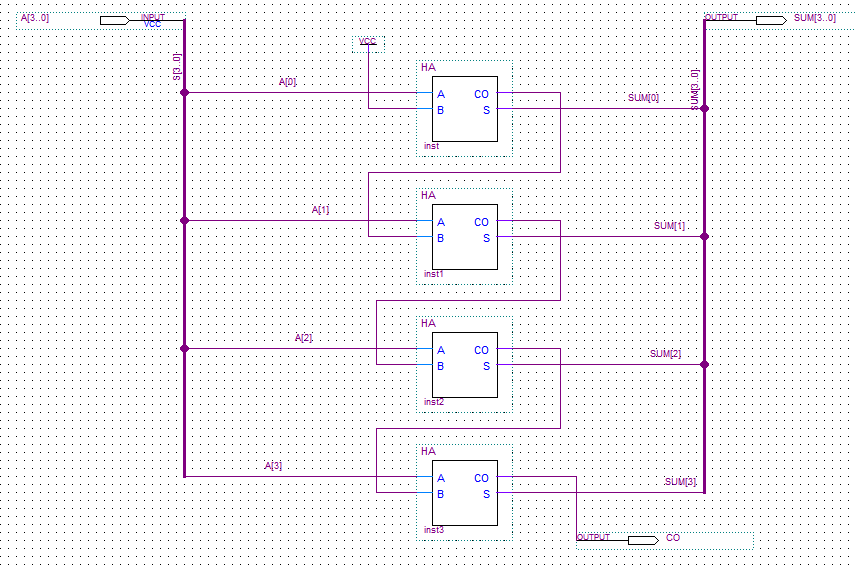 A[3..0] INPUT OUTPUT SUM[3..0]
VCC
VCC
S[3..0]
SUM[3..0]
HA
A[0]
A CO
SUM[0]
B S
inst
HA
A[1]
A CO
SUM[1]
B S
inst1
HA
A[2]
A CO
SUM[2]
B S
inst2
HA
A[3]
A CO
SUM[3]
B S
inst3
OUTPUT CO